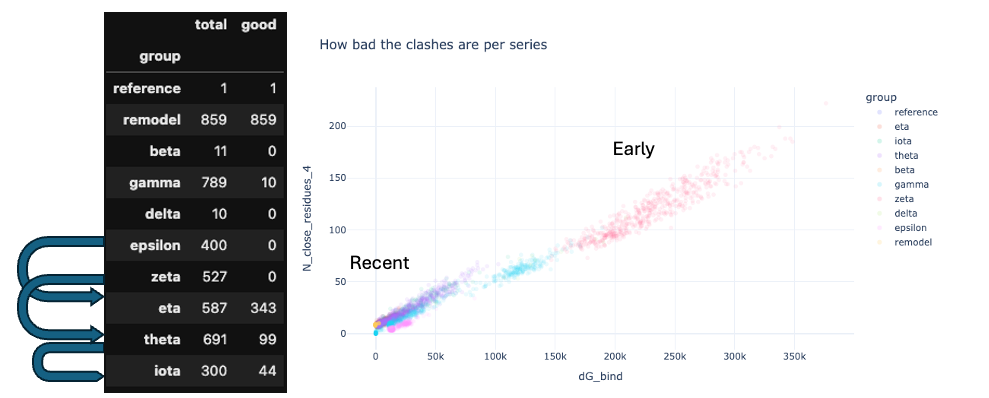 total good
group
reference 1 1
remodel 859 859
beta 11 0
gamma 789 10
delta 10 0
epsilon 400 0
zeta 527 0
eta 587 343
theta 691 99
iota 300 44
How bad the clashes are per series
Early
Recent
N_close_residues_4
200
150
100
50
0
0 50k 100k 150k 200k 250k 300k 350k
dG_bind
group
reference
eta
iota
theta
beta
gamma
zeta
delta
epsilon
remodel